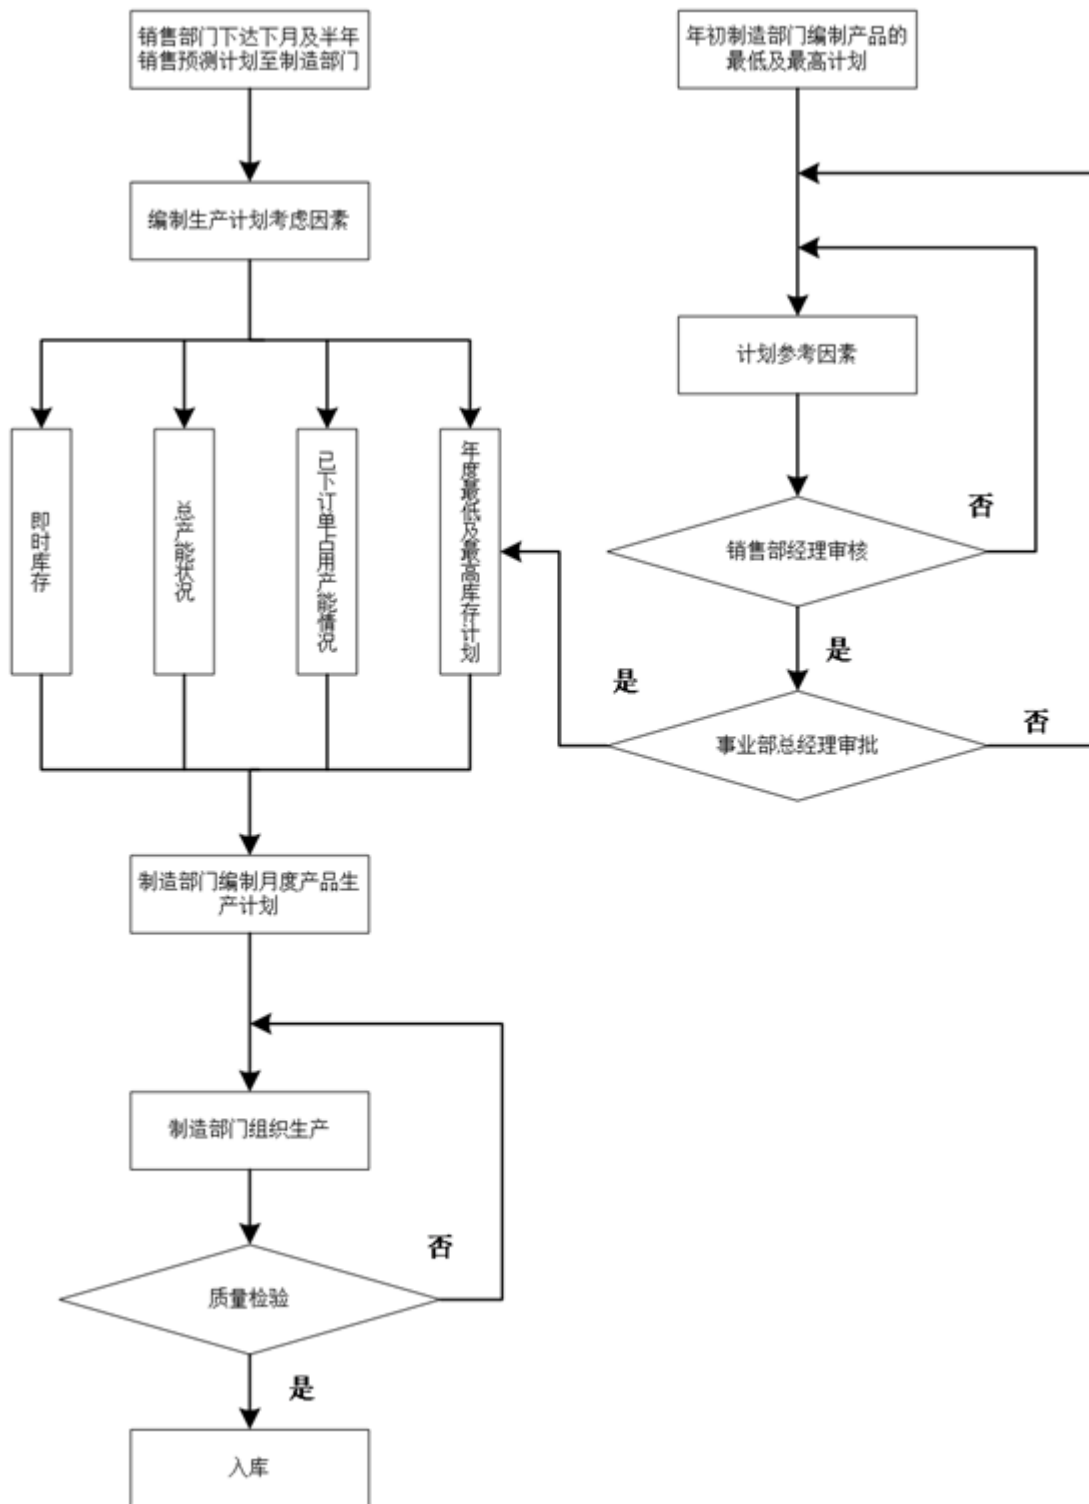 销售部门下达下月及半年
销售预测计划至制造部门
年初制造部门编制产品的
最低及最高计划
编制生产计划考虑因素
计划参考因素
即时库存
总产能状况
已下订单占用产能情况
年度最低及最高库存计划
销售部经理审核
否
是
是
事业部总经理审批
否
制造部门编制月度产品生
产计划
制造部门组织生产
否
质量检验
是
入库